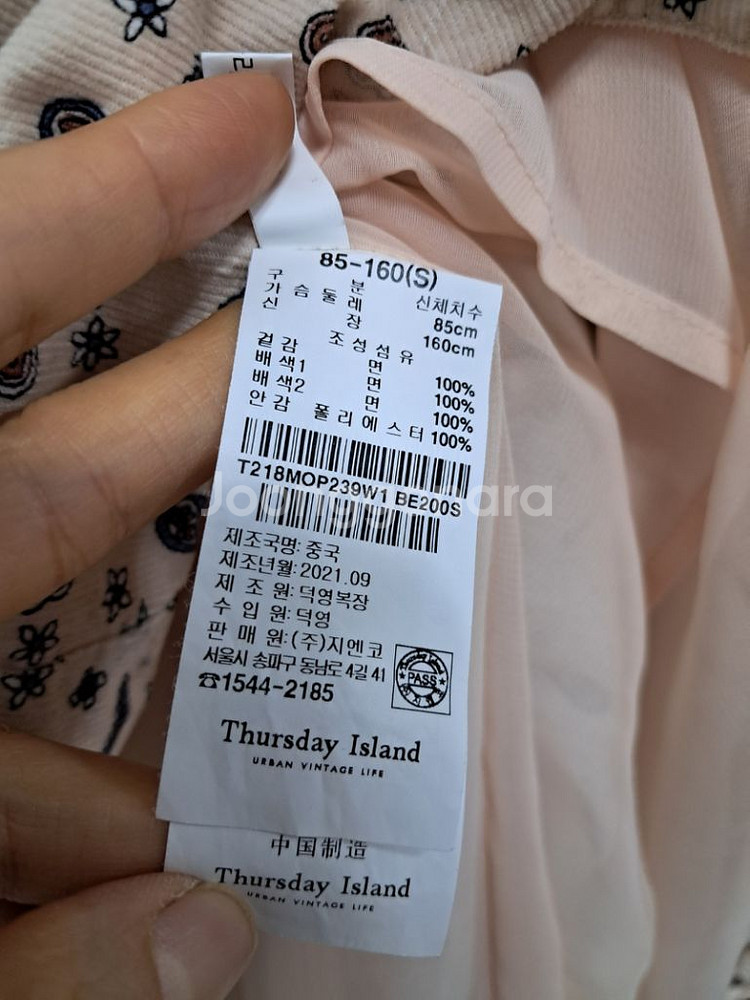 2
85-160(S)
구 분 신체치수
가 슴 둘 레 85cm
신 장 160cm
조성섬유
겉감 면 100%
배색1 면 100%
배색2 면 100%
안감 폴리에스터 100%
T218MOP239W1 BE200S
Joonggonara
제조국명: 중국
제조년월: 2021.09
제 조 원: 덕영복장
수 입 원: 덕영
판 매 원: (주)지엔코
서울시 송파구 동남로 4길 41
☎1544-2185
PASS
Thursday Island
URBAN VINTAGE LIFE
中国制造
Thursday Island
URBAN VINTAGE LIFE